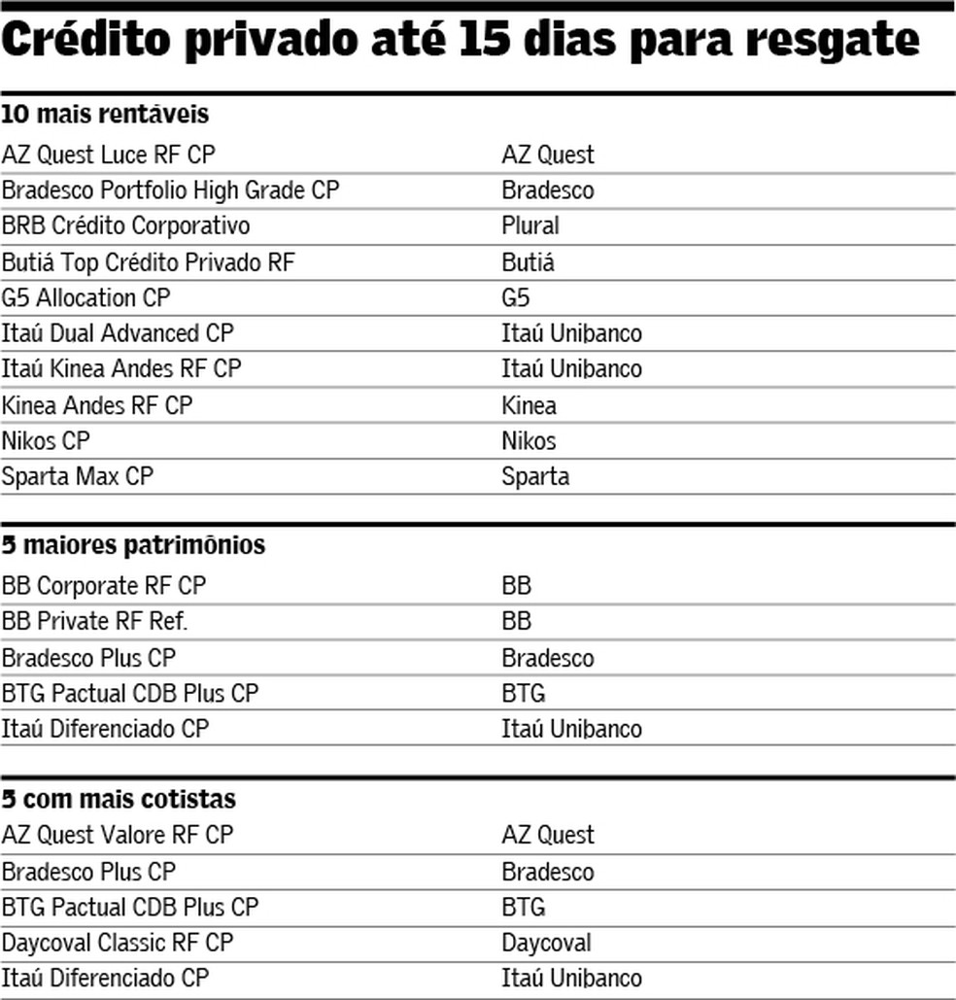 Crédito privado até 15 dias para resgate
10 mais rentáveis
AZ Quest Luce RF CP AZ Quest
Bradesco Portfolio High Grade CP Bradesco
BRB Crédito Corporativo Plural
Butiá Top Crédito Privado RF Butiá
G5 Allocation CP G5
Itaú Dual Advanced CP Itaú Unibanco
Itaú Kinea Andes RF CP Itaú Unibanco
Kinea Andes RF CP Kinea
Nikos CP Nikos
Sparta Max CP Sparta
5 maiores patrimônios
BB Corporate RF CP BB
BB Private RF Ref. BB
Bradesco Plus CP Bradesco
BTG Pactual CDB Plus CP BTG
Itaú Diferenciado CP Itaú Unibanco
5 com mais cotistas
AZ Quest Valore RF CP AZ Quest
Bradesco Plus CP Bradesco
BTG Pactual CDB Plus CP BTG
Daycoval Classic RF CP Daycoval
Itaú Diferenciado CP Itaú Unibanco